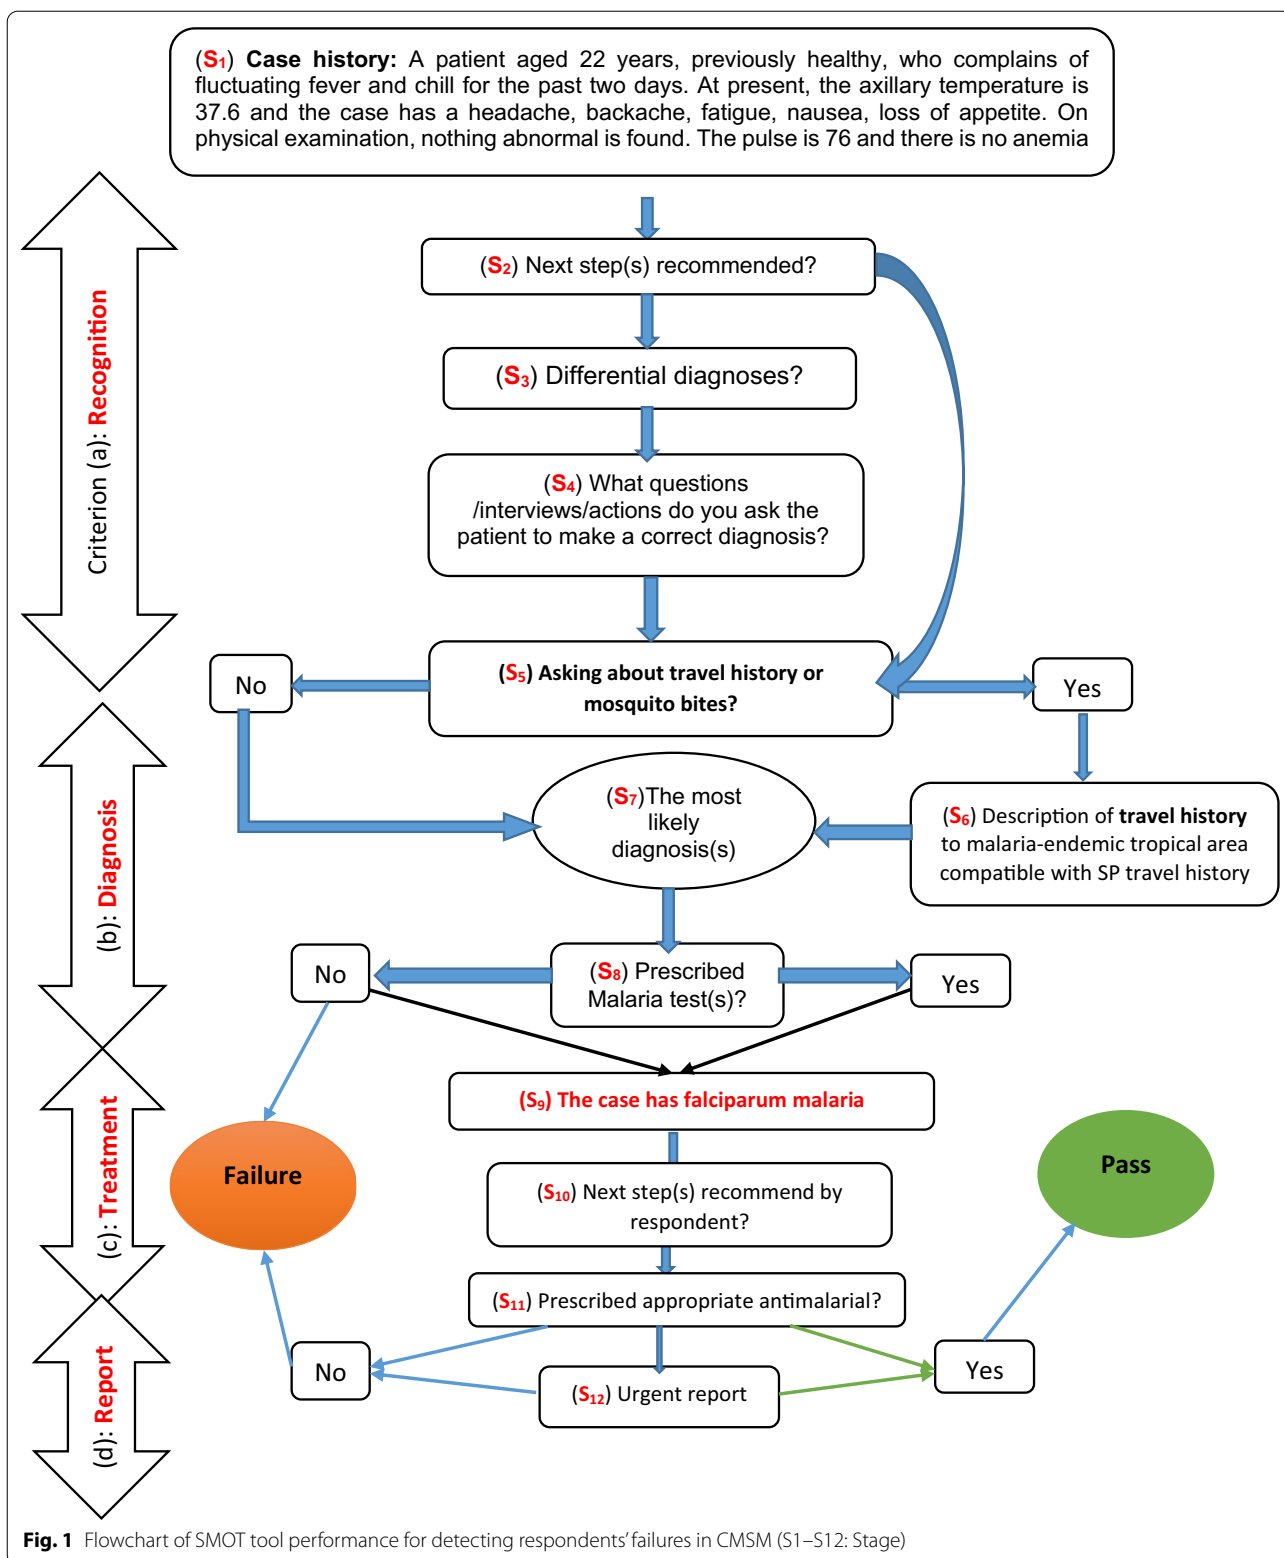 (S1) Case history: A patient aged 22 years, previously healthy, who complains of
fluctuating fever and chill for the past two days. At present, the axillary temperature is
37.6 and the case has a headache, backache, fatigue, nausea, loss of appetite. On
physical examination, nothing abnormal is found. The pulse is 76 and there is no anemia
Criterion (a): Recognition
(S2) Next step(s) recommended?
(S3) Differential diagnoses?
(S4) What questions
/interviews/actions do you ask the
patient to make a correct diagnosis?
(S5) Asking about travel history or
mosquito bites?
No
Yes
(b): Diagnosis
(S7)The most
likely
diagnosis(s)
(S6) Description of travel history
to malaria-endemic tropical area
compatible with SP travel history
(S8) Prescribed
Malaria test(s)?
No
Yes
(c): Treatment
(S9) The case has falciparum malaria
Failure
Pass
(S10) Next step(s) recommend by
respondent?
(S11) Prescribed appropriate antimalarial?
(d): Report
No
Yes
(S12) Urgent report
Fig. 1 Flowchart of SMOT tool performance for detecting respondents' failures in CMSM (S1–S12: Stage)